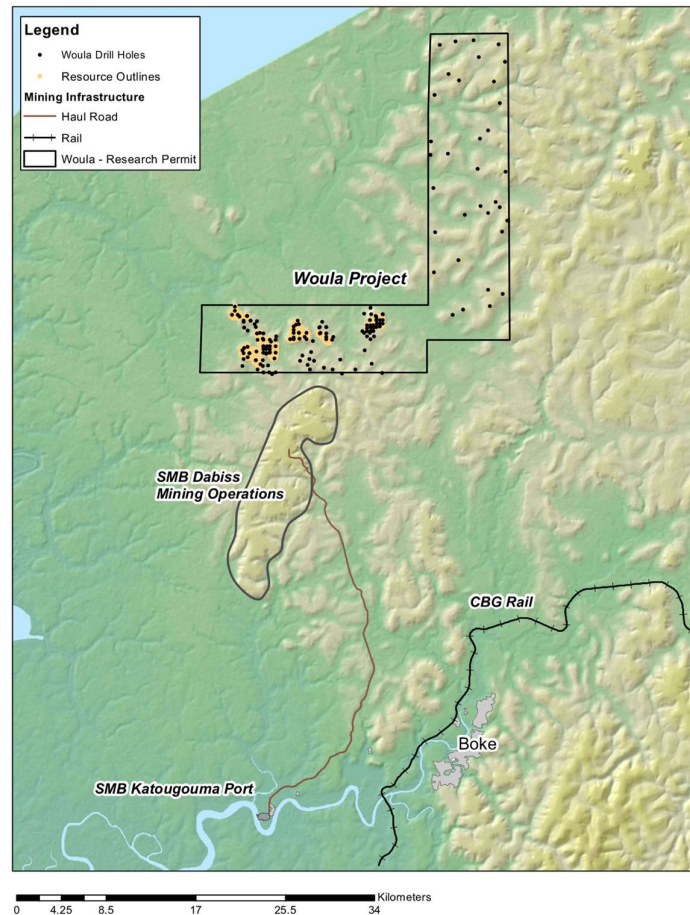 Legend
Woula Drill Holes
Resource Outlines
Mining Infrastructure
Haul Road
Rail
Woula - Research Permit
Woula Project
SMB Dabiss
Mining Operations
CBG Rail
Boke
SMB Katougouma Port
Kilometers
0 4.25 8.5 17 25.5 34